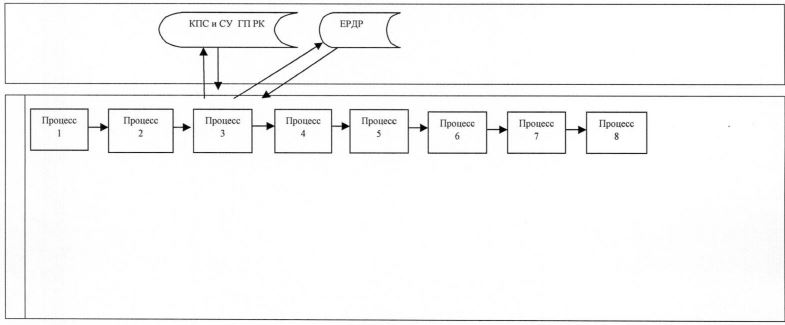 КПС и СУ ГП РК
ЕРДР
Процесс
1
Процесс
2
Процесс
3
Процесс
4
Процесс
5
Процесс
6
Процесс
7
Процесс
8